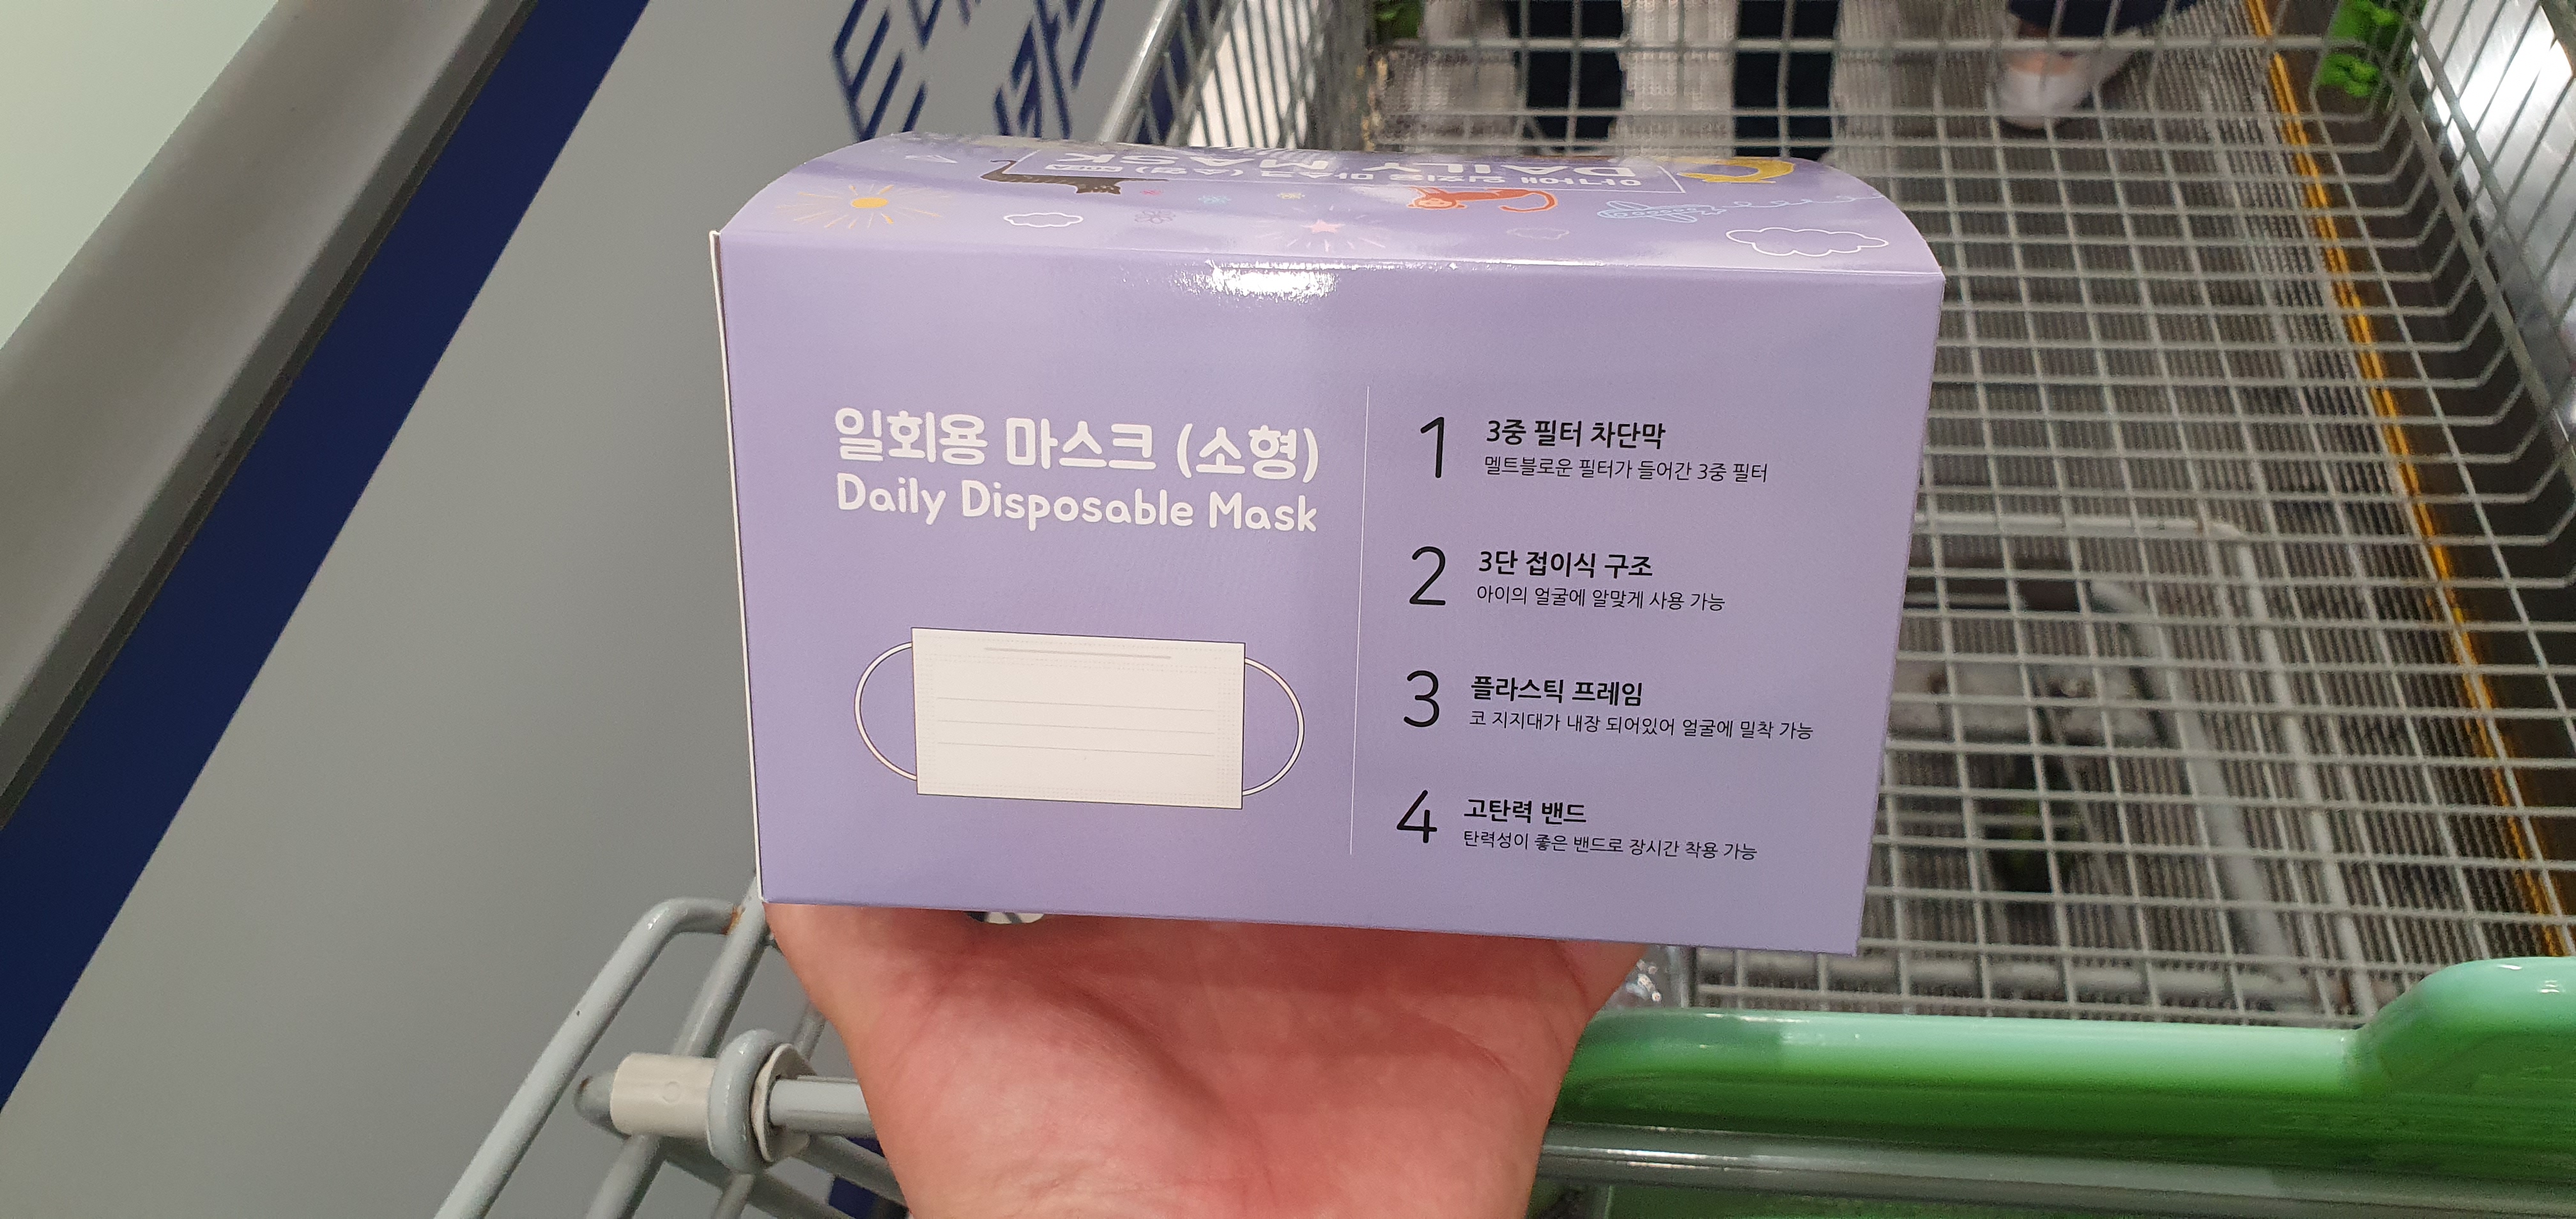 DAILY MASK
일회용 마스크 (소형)
Daily Disposable Mask
1
3중 필터 차단막
멜트블로운 필터가 들어간 3중 필터
2
3단 접이식 구조
아이의 얼굴에 알맞게 사용 가능
3
플라스틱 프레임
코 지지대가 내장 되어있어 얼굴에 밀착 가능
4
고탄력 밴드
탄력성이 좋은 밴드로 장시간 착용 가능